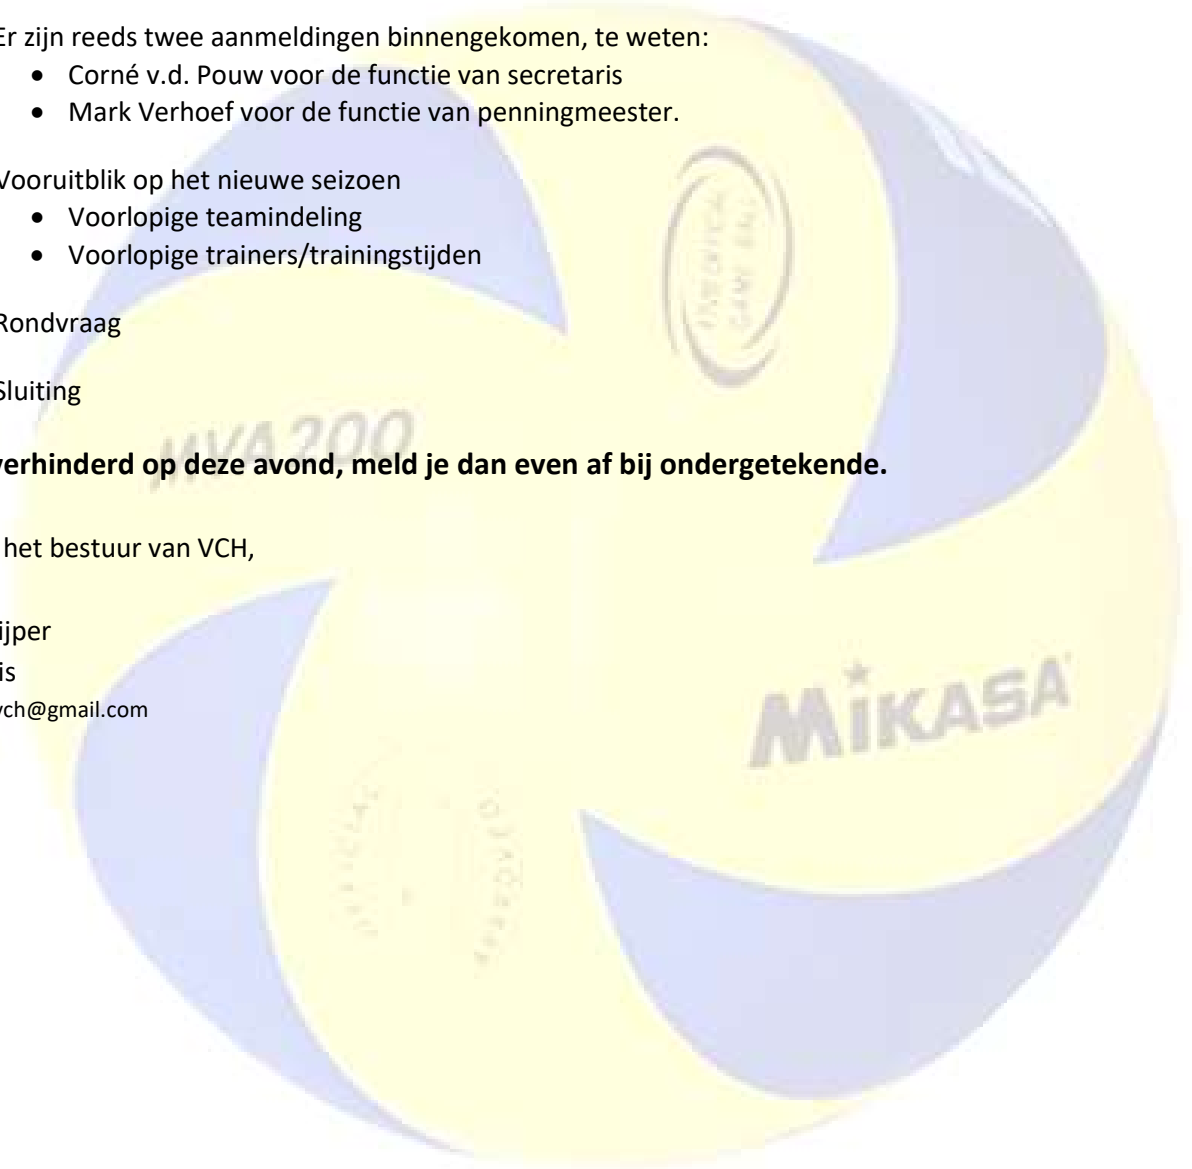 Er zijn reeds twee aanmeldingen binnengekomen, te weten:
• Corné v.d. Pouw voor de functie van secretaris
• Mark Verhoef voor de functie van penningmeester.
Vooruitblik op het nieuwe seizoen
• Voorlopige teamindeling
• Voorlopige trainers/trainingstijden
Rondvraag
Sluiting
MVA 200
verhinderd op deze avond, meld je dan even af bij ondergetekende.
het bestuur van VCH,
ijper
is
vch@gmail.com
MIKASA